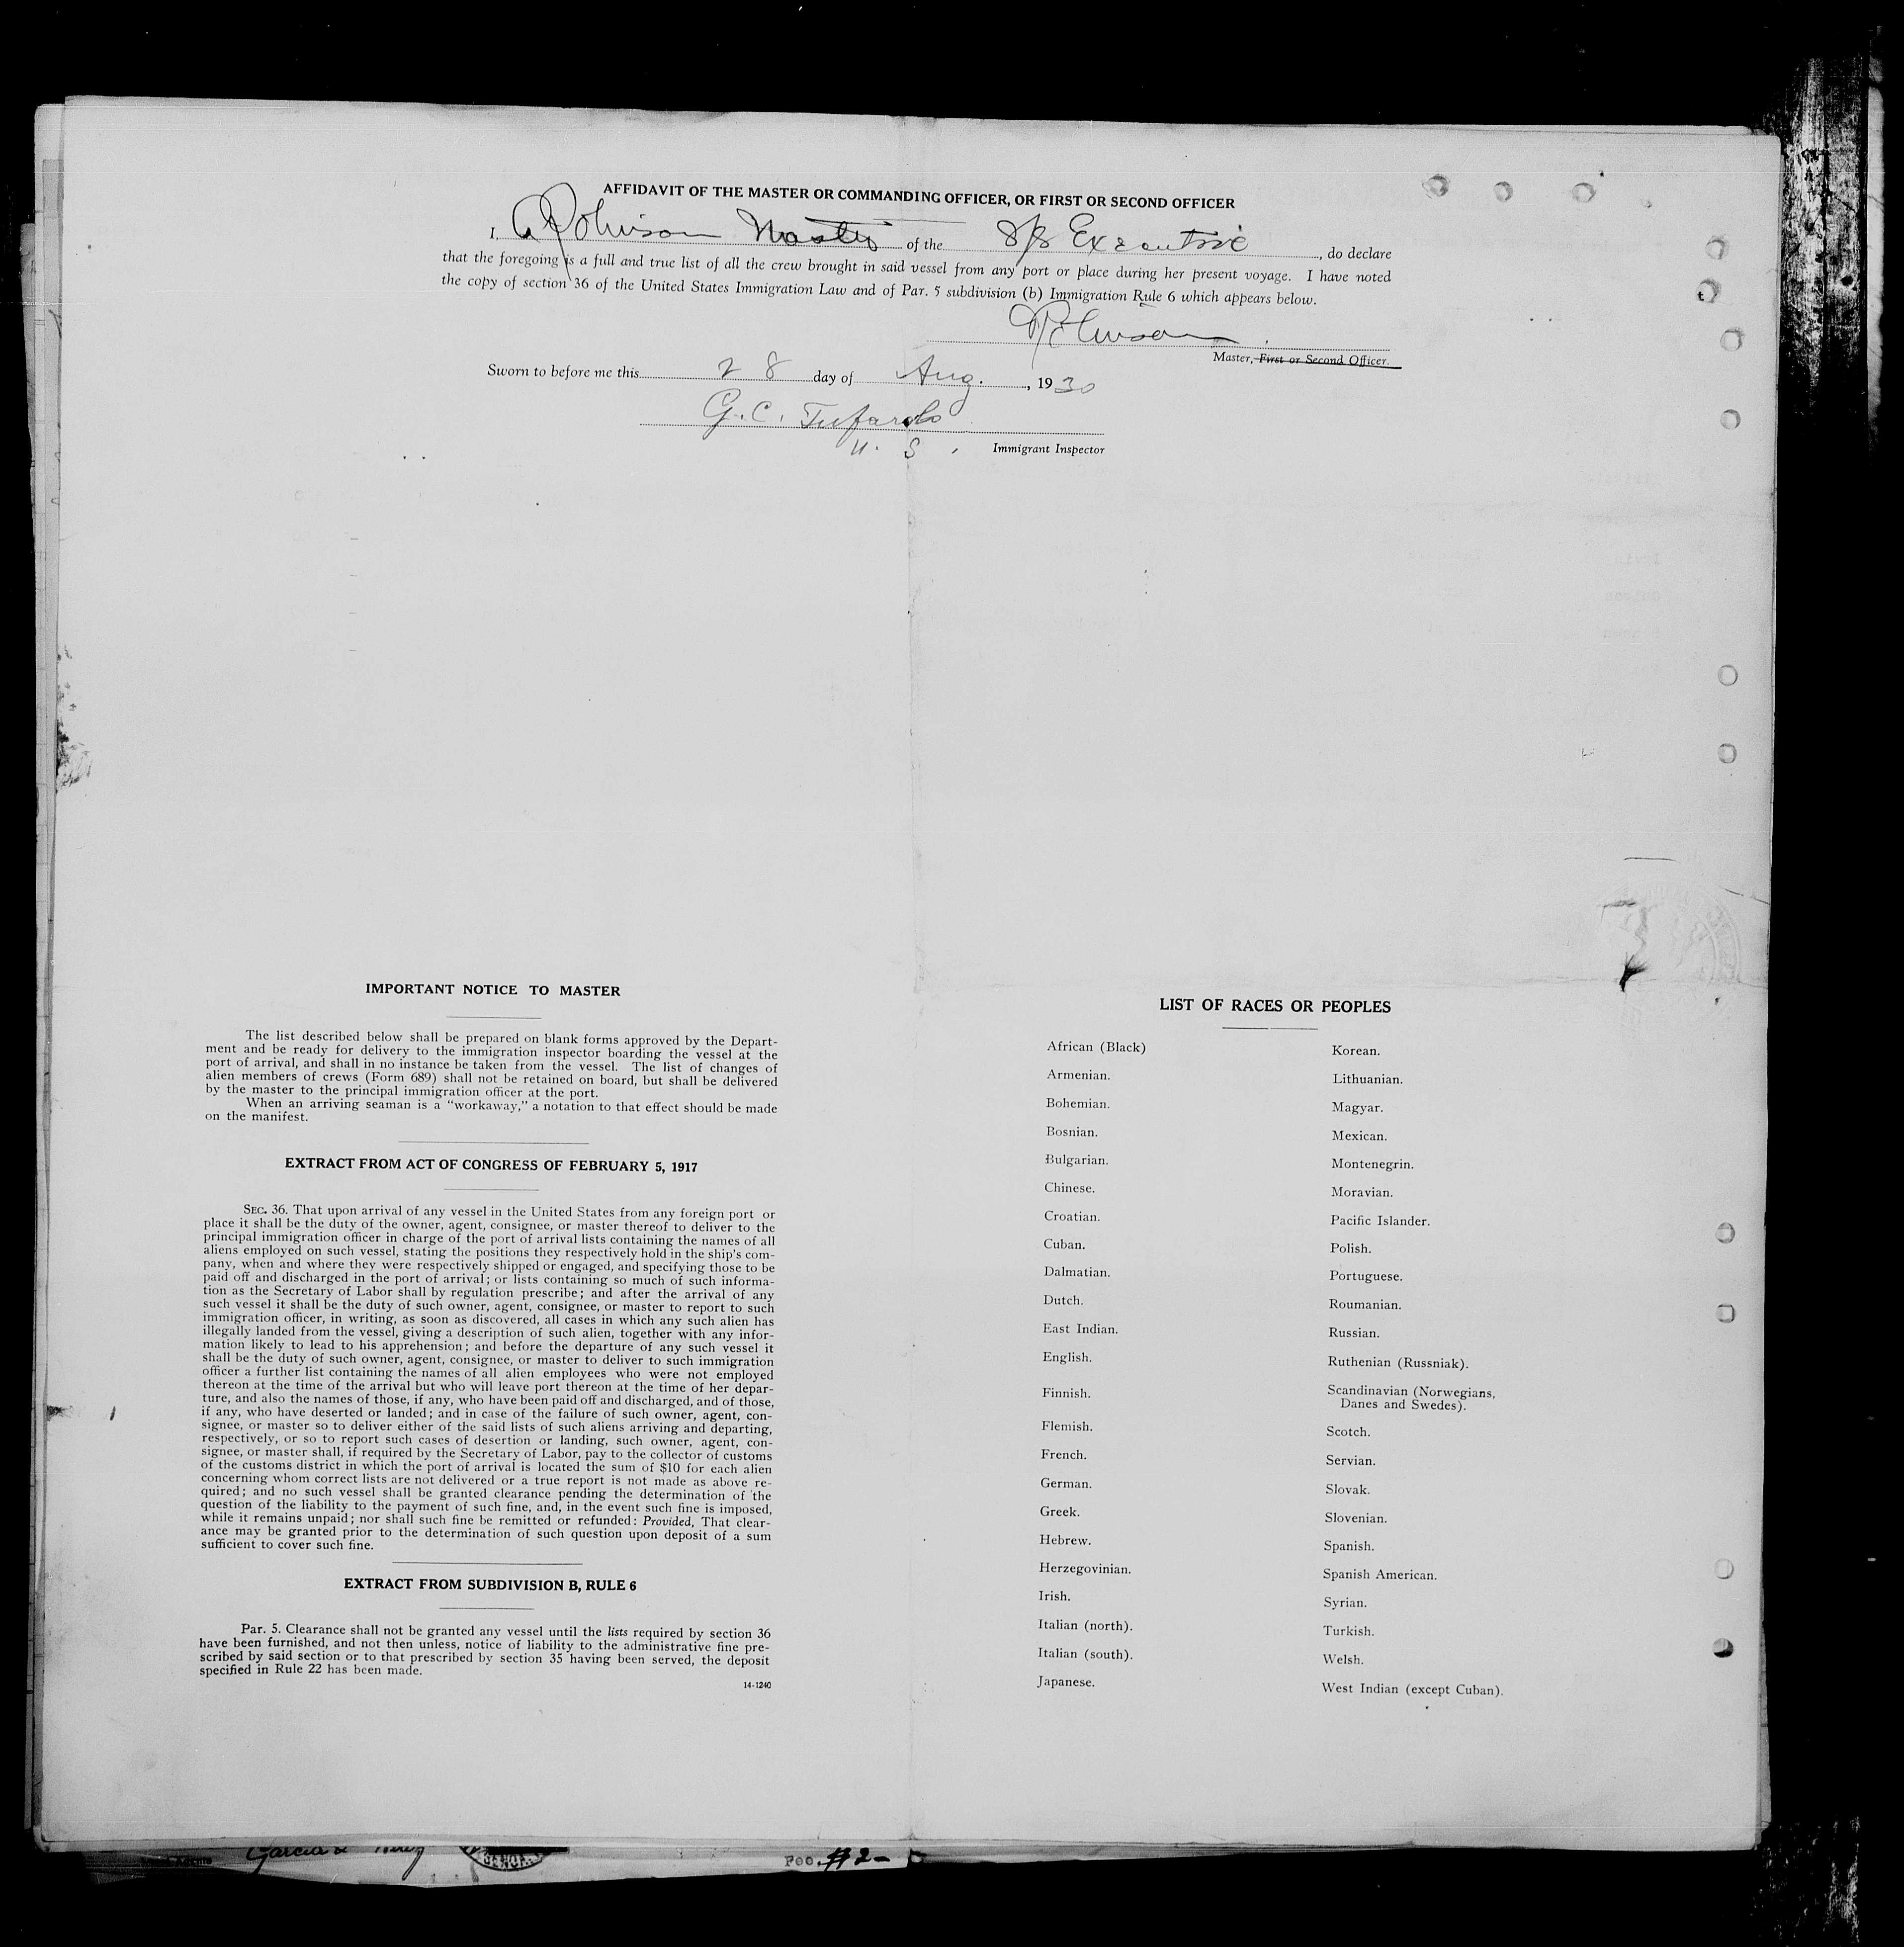 AFFIDAVIT OF THE MASTER OR COMMANDING OFFICER, OR FIRST OR SECOND OFFICER
I, Robinson Master of the S/S Executive, do declare
that the foregoing is a full and true list of all the crew brought in said vessel from any port or place during her present voyage. I have noted
the copy of section 36 of the United States Immigration Law and of Par. 5 subdivision (b) Immigration Rule 6 which appears below.
Robinson
Master, First or Second Officer.
Sworn to before me this 28 day of Aug., 1930
G. C.
U. S. Immigrant Inspector
IMPORTANT NOTICE TO MASTER
The list described below shall be prepared on blank forms approved by the Depart-
ment and be ready for delivery to the immigration inspector boarding the vessel at the
port of arrival, and shall in no instance be taken from the vessel. The list of changes of
alien members of crews (Form 689) shall not be retained on board, but shall be delivered
by the master to the principal immigration officer at the port.
When an arriving seaman is a "workaway," a notation to that effect should be made
on the manifest.
EXTRACT FROM ACT OF CONGRESS OF FEBRUARY 5, 1917
SEC. 36. That upon arrival of any vessel in the United States from any foreign port or
place it shall be the duty of the owner, agent, consignee, or master thereof to deliver to the
principal immigration officer in charge of the port of arrival lists containing the names of all
aliens employed on such vessel, stating the positions they respectively hold in the ship's com-
pany, when and where they were respectively shipped or engaged, and specifying those to be
paid off and discharged in the port of arrival; or lists containing so much of such informa-
tion as the Secretary of Labor shall by regulation prescribe; and after the arrival of any
such vessel it shall be the duty of such owner, agent, consignee, or master to report to such
immigration officer, in writing, as soon as discovered, all cases in which any such alien has
illegally landed from the vessel, giving a description of such alien, together with any infor-
mation likely to lead to his apprehension; and before the departure of any such vessel it
shall be the duty of such owner, agent, consignee, or master to deliver to such immigration
officer a further list containing the names of all alien employees who were not employed
thereon at the time of the arrival but who will leave port thereon at the time of her depar-
ture, and also the names of those, if any, who have been paid off and discharged, and of those,
if any, who have deserted or landed; and in case of the failure of such owner, agent, con-
signee, or master so to deliver either of the said lists of such aliens arriving and departing,
respectively, or so to report such cases of desertion or landing, such owner, agent, con-
signee, or master shall, if required by the Secretary of Labor, pay to the collector of customs
of the customs district in which the port of arrival is located the sum of $10 for each alien
concerning whom correct lists are not delivered or a true report is not made as above re-
quired; and no such vessel shall be granted clearance pending the determination of the
question of the liability to the payment of such fine, and, in the event such fine is imposed,
while it remains unpaid; nor shall such fine be remitted or refunded: Provided, That clear-
ance may be granted prior to the determination of such question upon deposit of a sum
sufficient to cover such fine.
EXTRACT FROM SUBDIVISION B, RULE 6
Par. 5. Clearance shall not be granted any vessel until the lists required by section 36
have been furnished, and not then unless, notice of liability to the administrative fine pre-
scribed by said section or to that prescribed by section 35 having been served, the deposit
specified in Rule 22 has been made.
14-1240
LIST OF RACES OR PEOPLES
African (Black)
Armenian.
Bohemian.
Bosnian.
Bulgarian.
Chinese.
Croatian.
Cuban.
Dalmatian.
Dutch.
East Indian.
English.
Finnish.
Flemish.
French.
German.
Greek.
Hebrew.
Herzegovinian.
Irish.
Italian (north).
Italian (south).
Japanese.
Korean.
Lithuanian.
Magyar.
Mexican.
Montenegrin.
Moravian.
Pacific Islander.
Polish.
Portuguese.
Roumanian.
Russian.
Ruthenian (Russniak).
Scandinavian (Norwegians,
Danes and Swedes).
Scotch.
Servian.
Slovak.
Slovenian.
Spanish.
Spanish American.
Syrian.
Turkish.
Welsh.
West Indian (except Cuban).
Fee. #2-